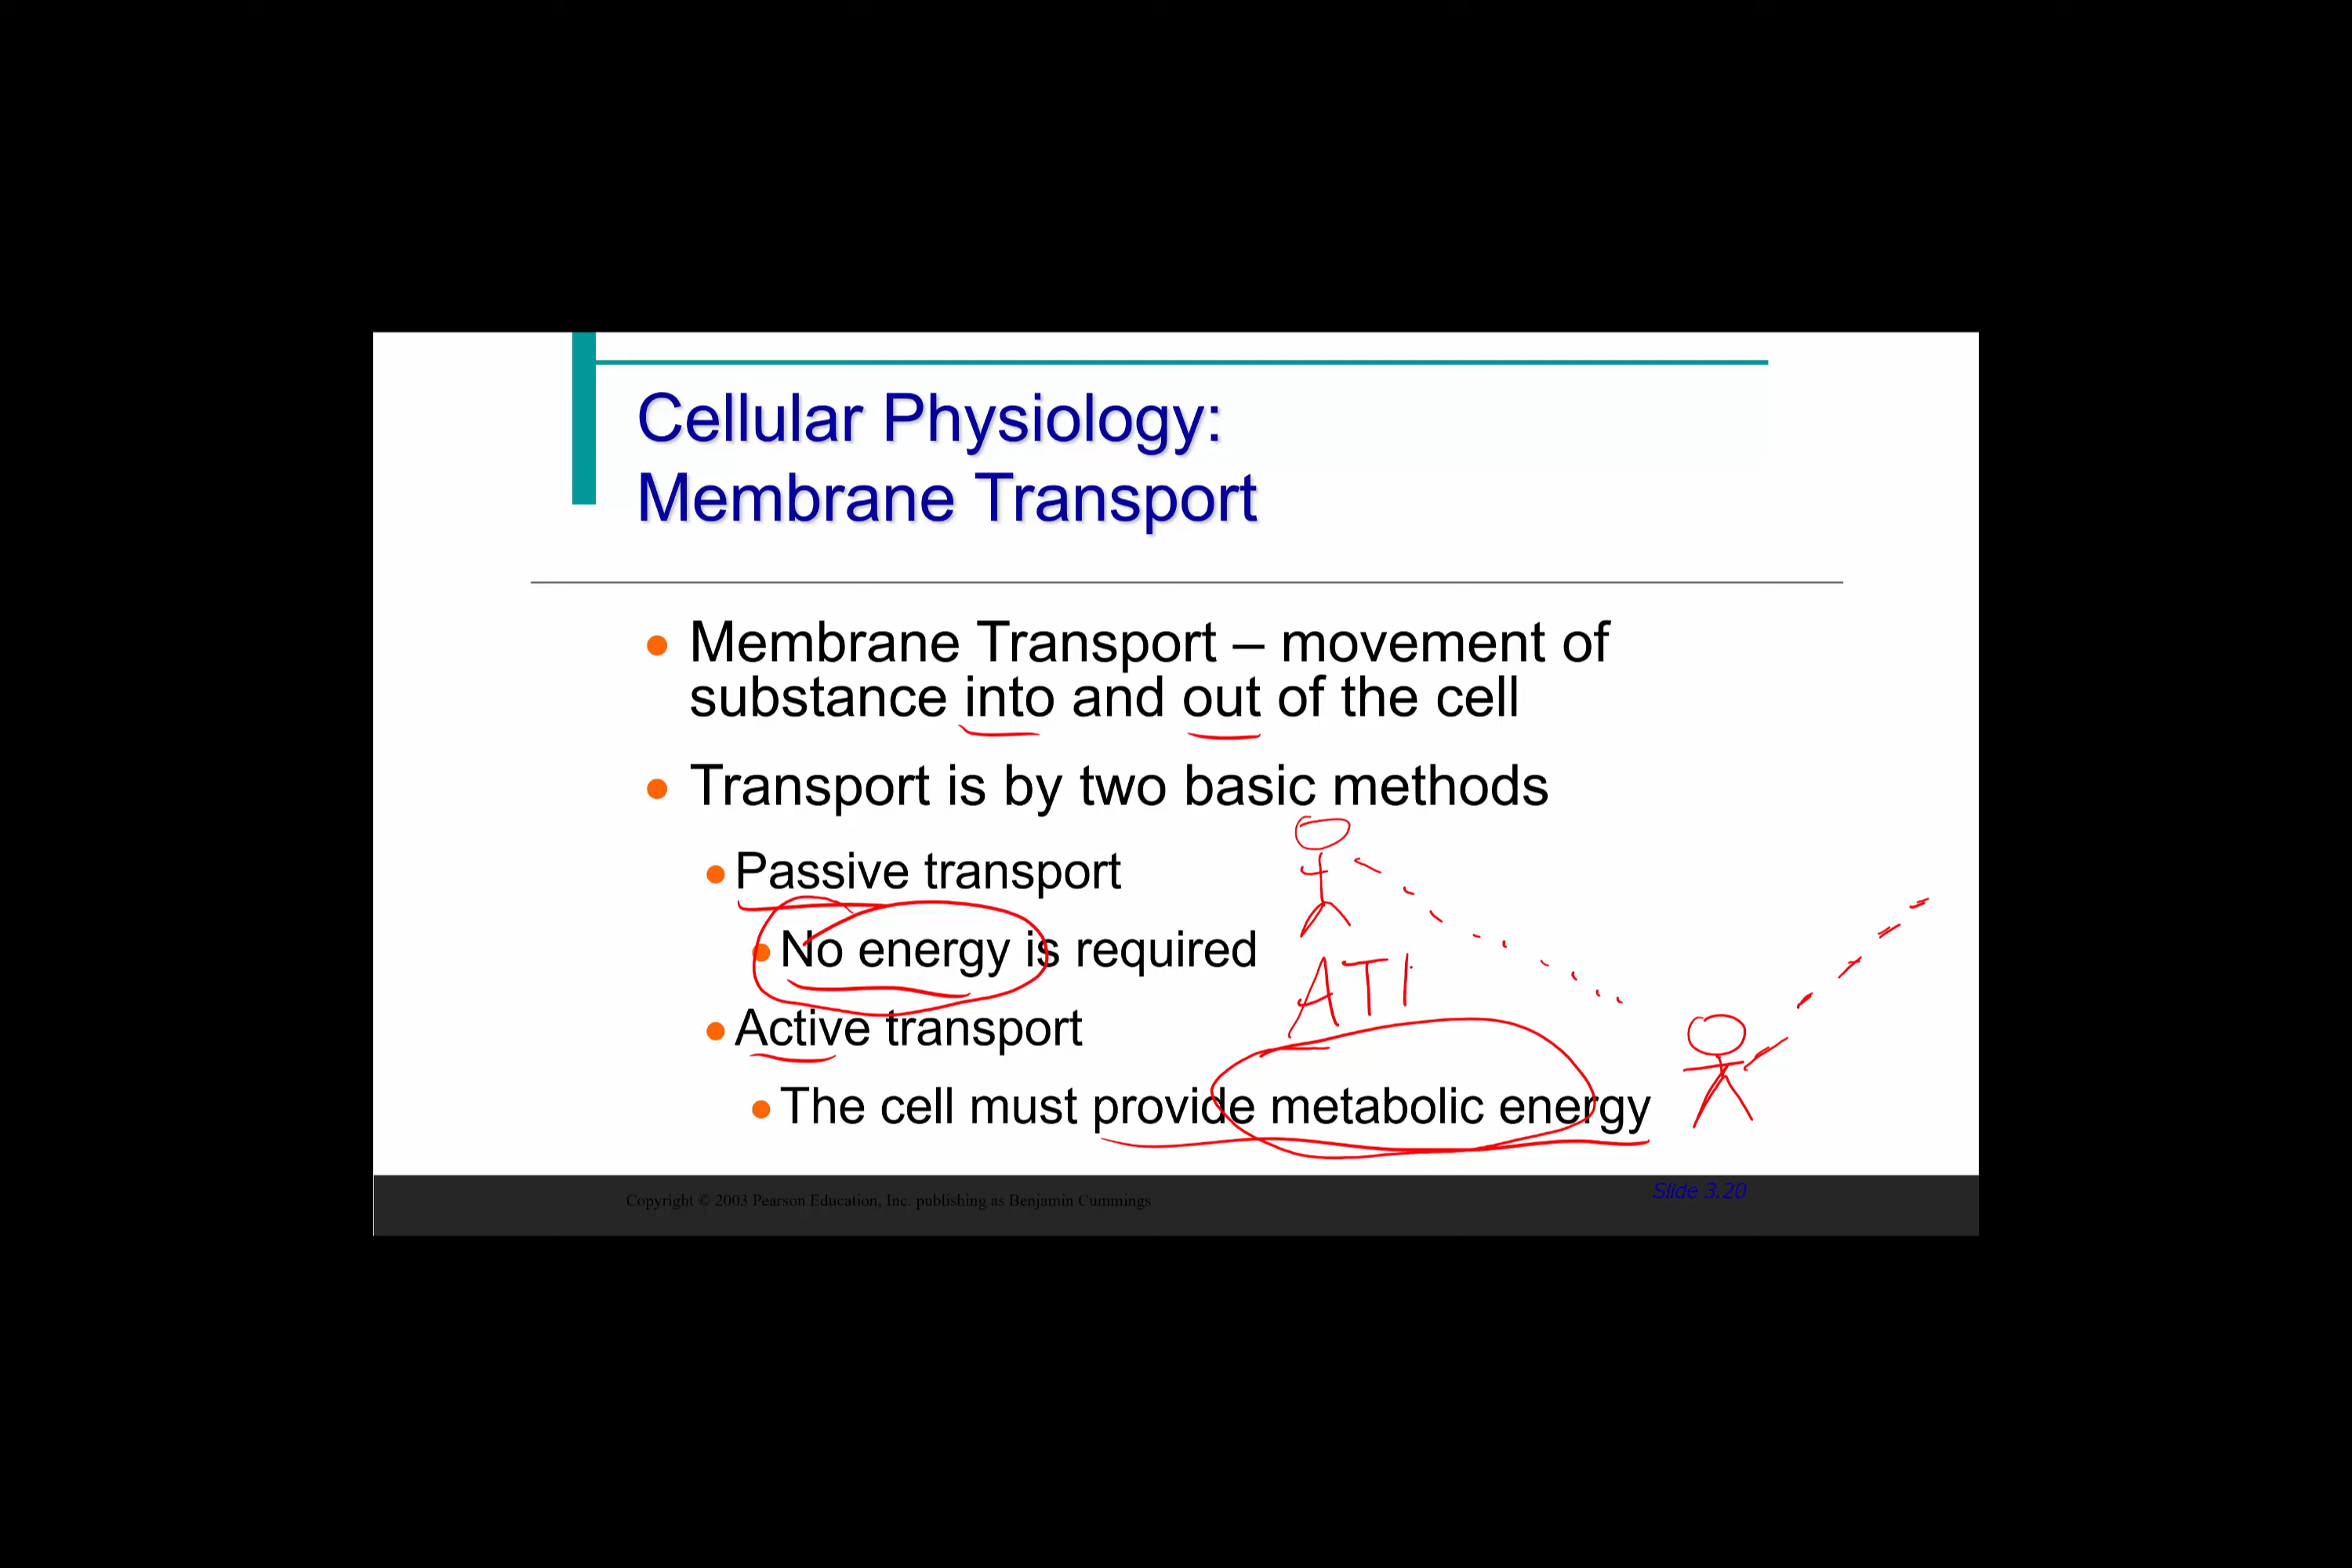 Cellular Physiology:
Membrane Transport
Membrane Transport – movement of
substance into and out of the cell
Transport is by two basic methods
Passive transport
No energy is required
ATI
Active transport
The cell must provide metabolic energy
Copyright © 2003 Pearson Education, Inc. publishing as Benjamin Cummings
Slide 3.20